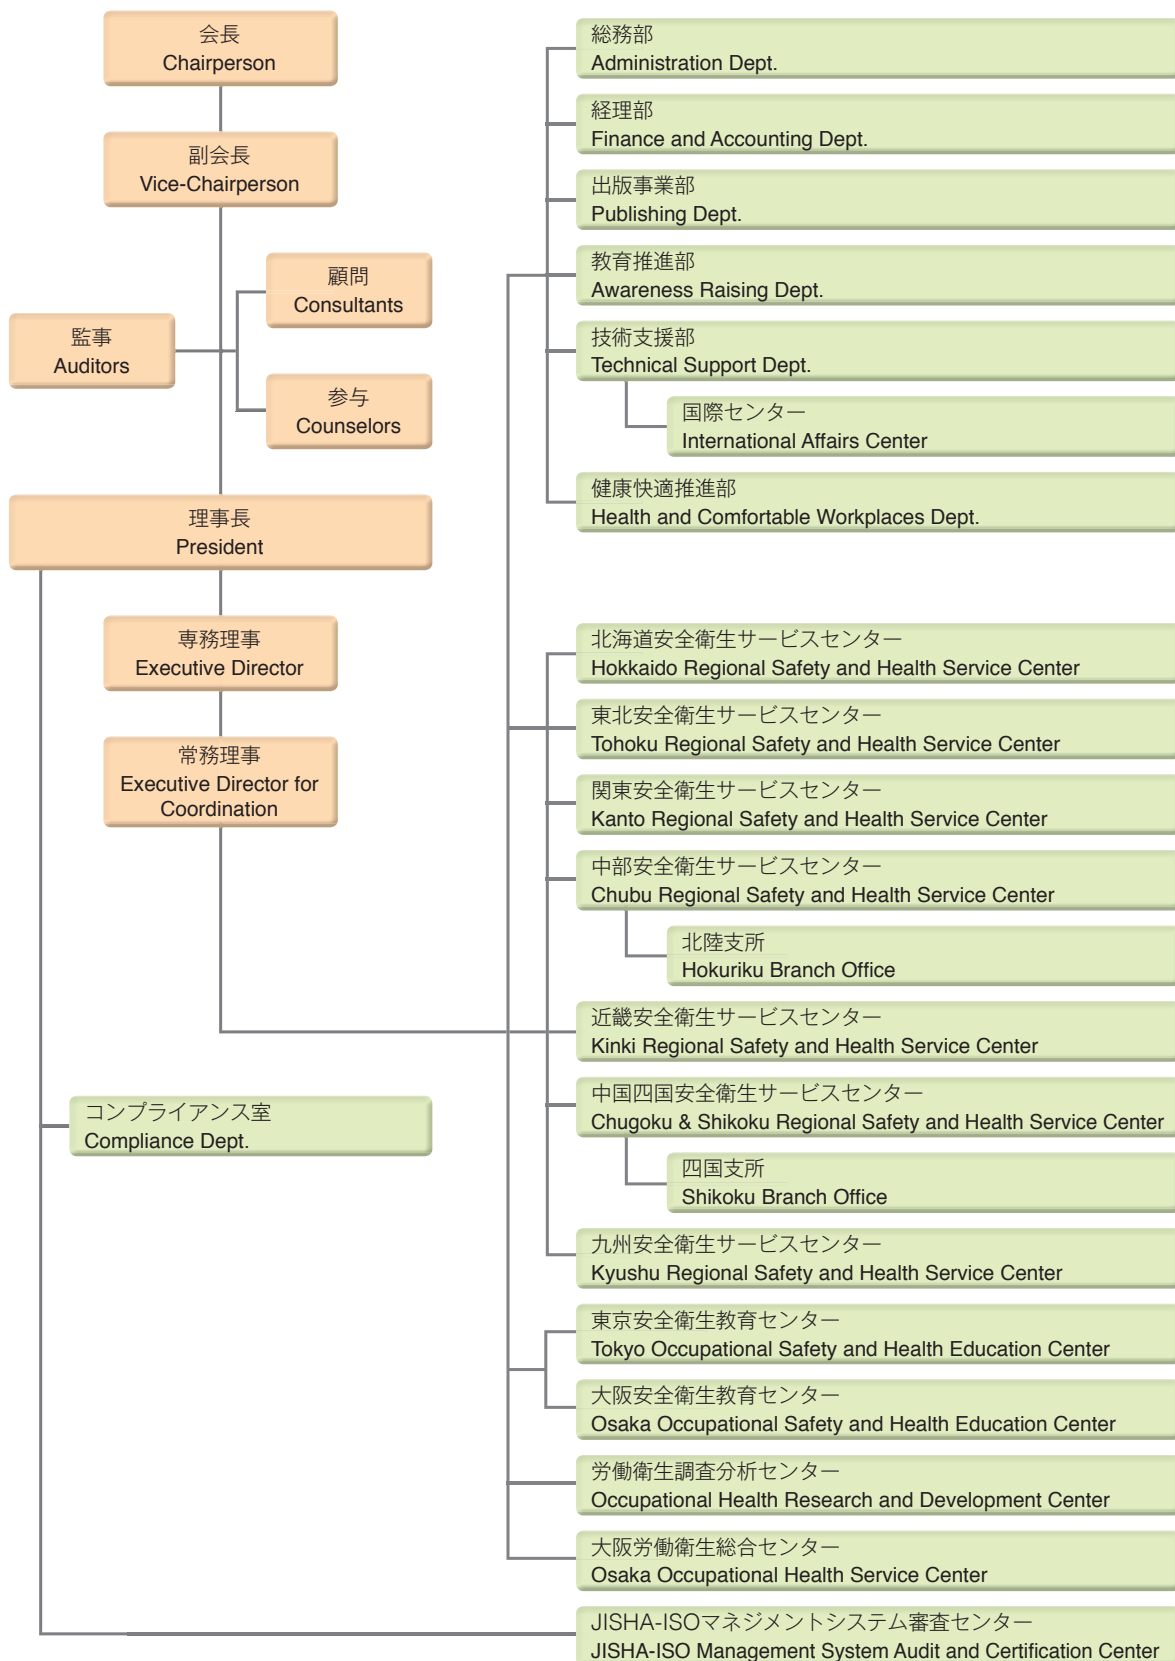 会長
Chairperson
副会長
Vice-Chairperson
顧問
Consultants
監事
Auditors
参与
Counselors
理事長
President
専務理事
Executive Director
常務理事
Executive Director for
Coordination
コンプライアンス室
Compliance Dept.
総務部
Administration Dept.
経理部
Finance and Accounting Dept.
出版事業部
Publishing Dept.
教育推進部
Awareness Raising Dept.
技術支援部
Technical Support Dept.
国際センター
International Affairs Center
健康快適推進部
Health and Comfortable Workplaces Dept.
北海道安全衛生サービスセンター
Hokkaido Regional Safety and Health Service Center
東北安全衛生サービスセンター
Tohoku Regional Safety and Health Service Center
関東安全衛生サービスセンター
Kanto Regional Safety and Health Service Center
中部安全衛生サービスセンター
Chubu Regional Safety and Health Service Center
北陸支所
Hokuriku Branch Office
近畿安全衛生サービスセンター
Kinki Regional Safety and Health Service Center
中国四国安全衛生サービスセンター
Chugoku & Shikoku Regional Safety and Health Service Center
四国支所
Shikoku Branch Office
九州安全衛生サービスセンター
Kyushu Regional Safety and Health Service Center
東京安全衛生教育センター
Tokyo Occupational Safety and Health Education Center
大阪安全衛生教育センター
Osaka Occupational Safety and Health Education Center
労働衛生調査分析センター
Occupational Health Research and Development Center
大阪労働衛生総合センター
Osaka Occupational Health Service Center
JISHA-ISOマネジメントシステム審査センター
JISHA-ISO Management System Audit and Certification Center